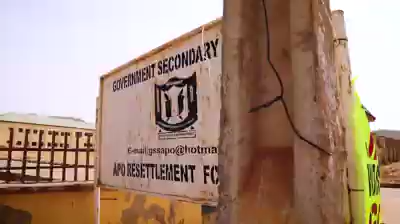 GOVERNMENT SECONDARY
E-mail:gssapo@hotma
APO RESETTLEMENT FC